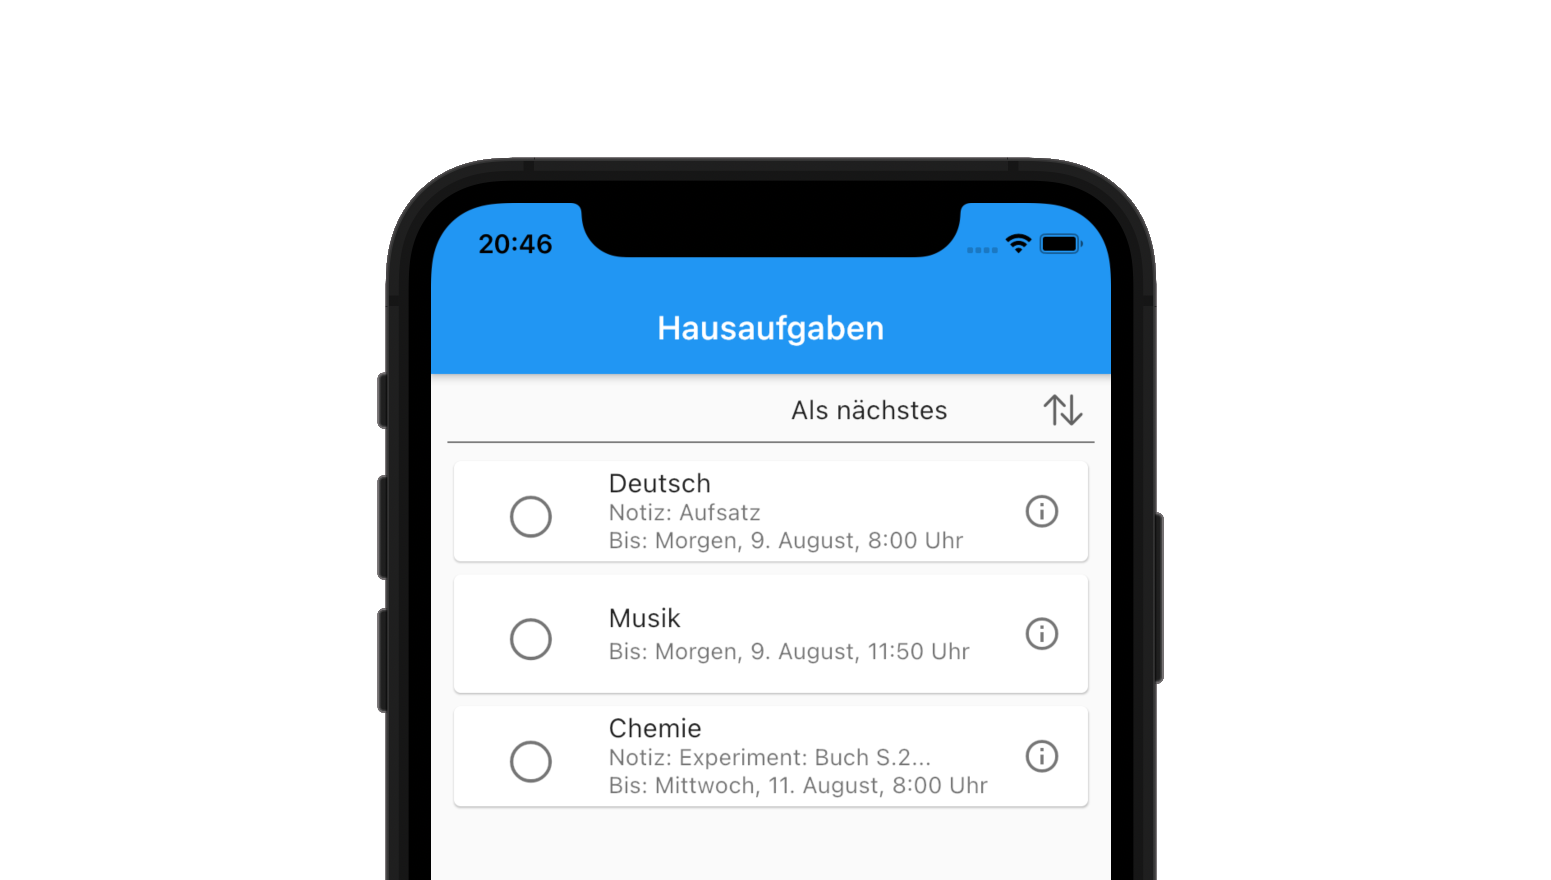 20:46
Hausaufgaben
Als nächstes
Deutsch
Notiz: Aufsatz
Bis: Morgen, 9. August, 8:00 Uhr
Musik
Bis: Morgen, 9. August, 11:50 Uhr
Chemie
Notiz: Experiment: Buch S.2...
Bis: Mittwoch, 11. August, 8:00 Uhr